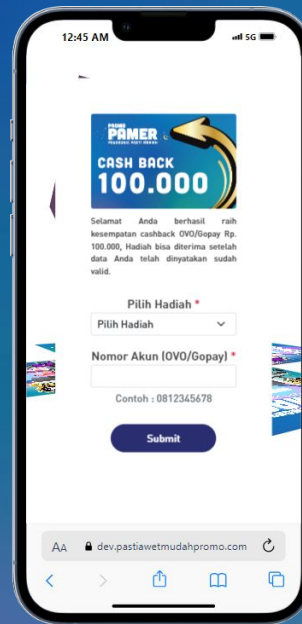 12:45 AM
5G
PROMO
PAMER
CASH BACK
100.000
Selamat Anda berhasil raih
kesempatan cashback OVO/Gopay Rp.
100.000, Hadiah bisa diterima setelah
data Anda telah dinyatakan sudah
valid.
Pilih Hadiah *
Pilih Hadiah
Nomor Akun (OVO/Gopay) *
Contoh : 0812345678
Submit
AA dev.pastiawetmudahpromo.com